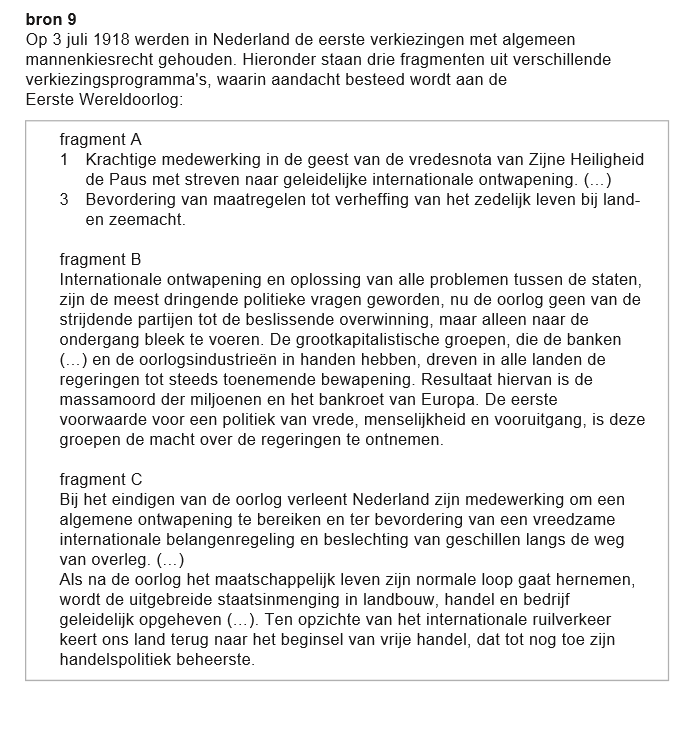 bron 9
Op 3 juli 1918 werden in Nederland de eerste verkiezingen met algemeen
mannenkiesrecht gehouden. Hieronder staan drie fragmenten uit verschillende
verkiezingsprogramma's, waarin aandacht besteed wordt aan de
Eerste Wereldoorlog:
fragment A
1 Krachtige medewerking in de geest van de vredesnota van Zijne Heiligheid
de Paus met streven naar geleidelijke internationale ontwapening. (...)
3 Bevordering van maatregelen tot verheffing van het zedelijk leven bij land-
en zeemacht.
fragment B
Internationale ontwapening en oplossing van alle problemen tussen de staten,
zijn de meest dringende politieke vragen geworden, nu de oorlog geen van de
strijdende partijen tot de beslissende overwinning, maar alleen naar de
ondergang bleek te voeren. De grootkapitalistische groepen, die de banken
(...) en de oorlogsindustrieën in handen hebben, dreven in alle landen de
regeringen tot steeds toenemende bewapening. Resultaat hiervan is de
massamoord der miljoenen en het bankroet van Europa. De eerste
voorwaarde voor een politiek van vrede, menselijkheid en vooruitgang, is deze
groepen de macht over de regeringen te ontnemen.
fragment C
Bij het eindigen van de oorlog verleent Nederland zijn medewerking om een
algemene ontwapening te bereiken en ter bevordering van een vreedzame
internationale belangenregeling en beslechting van geschillen langs de weg
van overleg. (...)
Als na de oorlog het maatschappelijk leven zijn normale loop gaat hernemen,
wordt de uitgebreide staatsinmenging in landbouw, handel en bedrijf
geleidelijk opgeheven (...). Ten opzichte van het internationale ruilverkeer
keert ons land terug naar het beginsel van vrije handel, dat tot nog toe zijn
handelspolitiek beheerste.